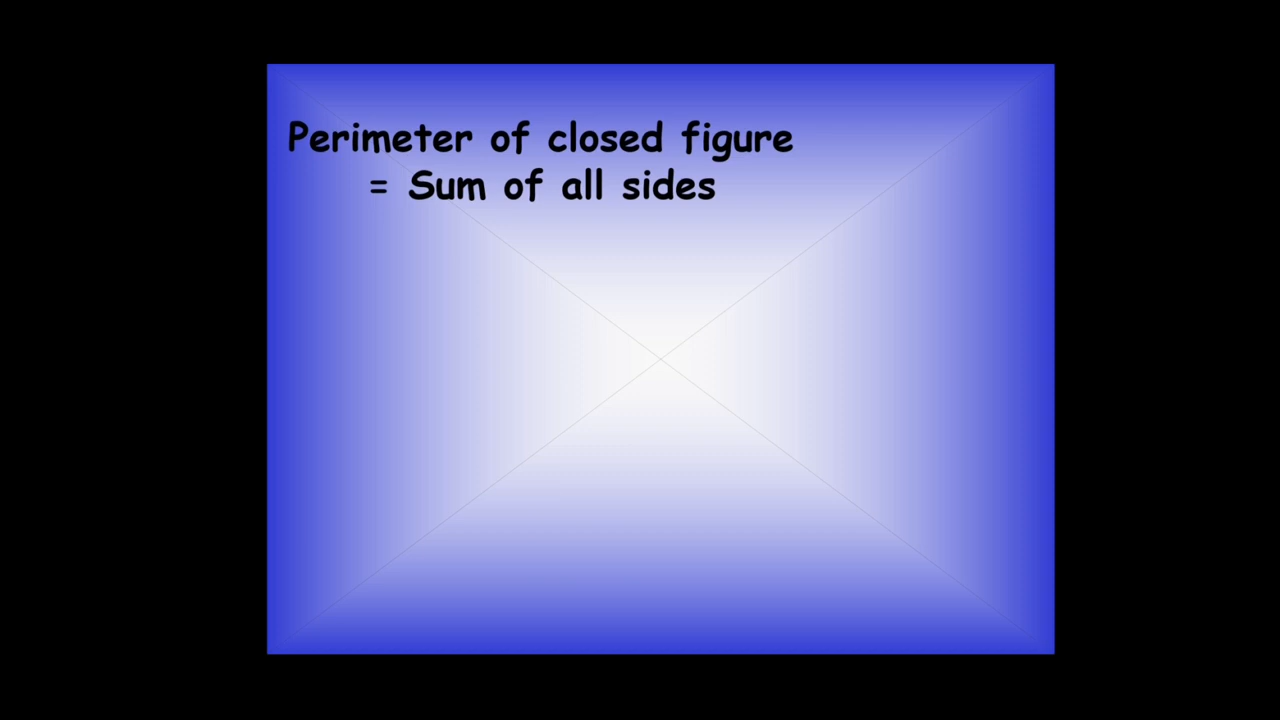 Perimeter of closed figure
= Sum of all sides